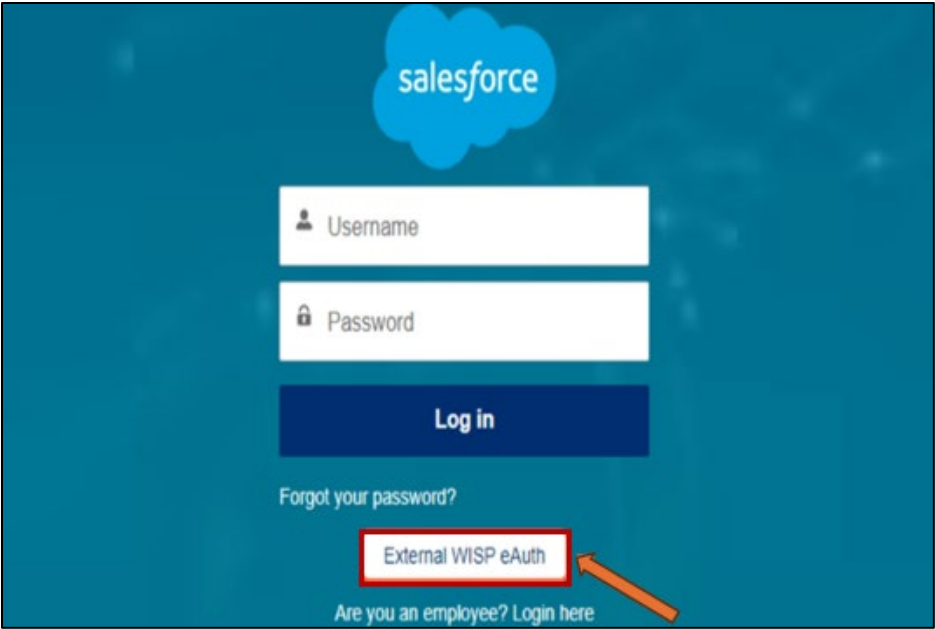 salesforce
Username
Password
Log in
Forgot your password?
External WISP eAuth
Are you an employee? Login here